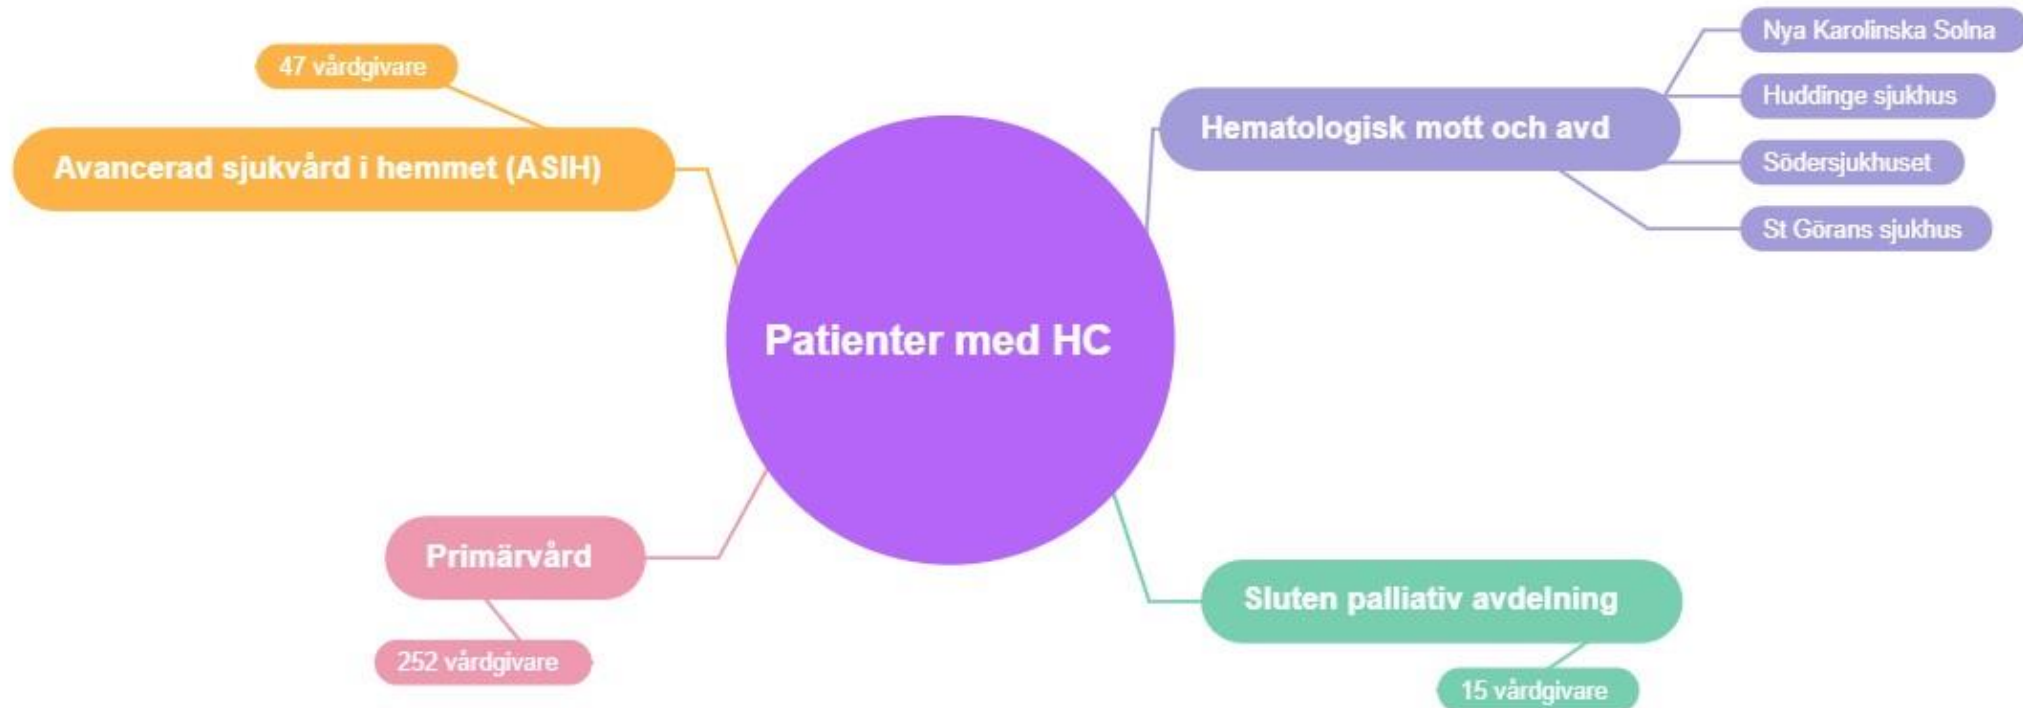 47 vårdgivare
Avancerad sjukvård i hemmet (ASIH)
Patienter med HC
Hematologisk mott och avd
Nya Karolinska Solna
Huddinge sjukhus
Södersjukhuset
St Görans sjukhus
Primärvård
252 vårdgivare
Sluten palliativ avdelning
15 vårdgivare